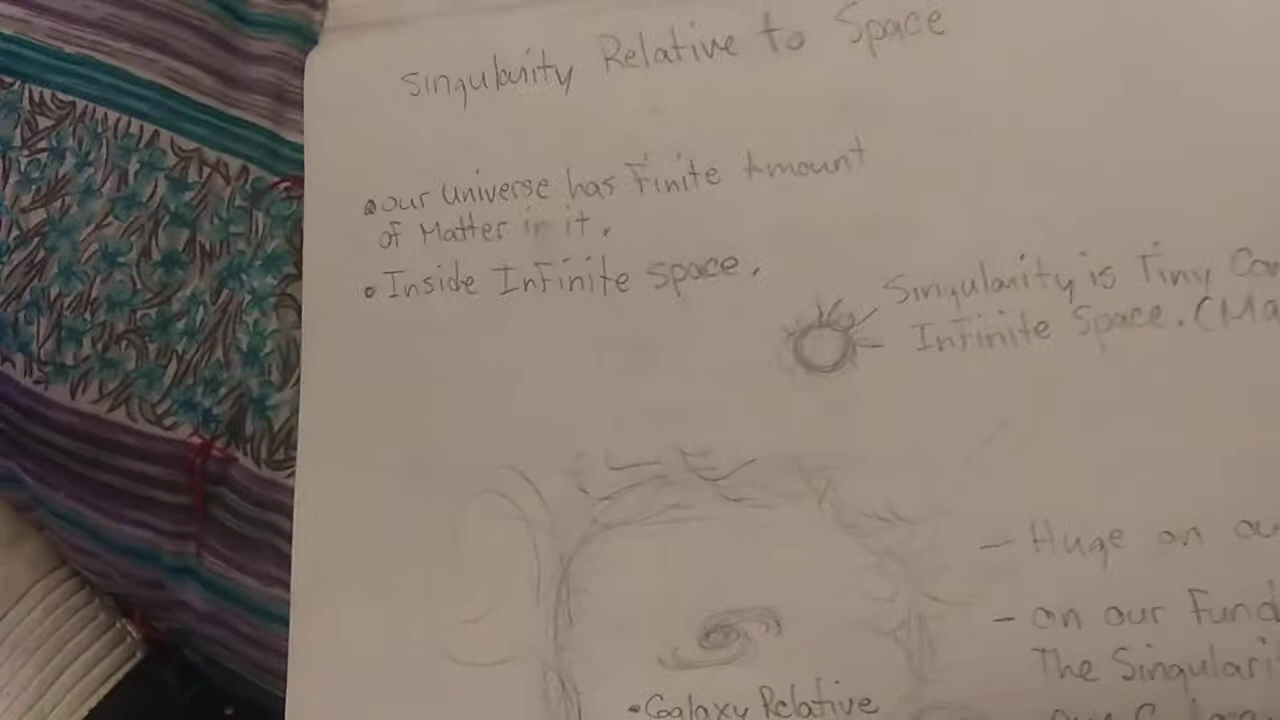 Singularity Relative to Space
• our Universe has Finite Amount
of Matter in it.
• Inside Infinite space.
Singularity is Tiny
Infinite Space.
- Huge on
- on our
The
• Galaxy Relative